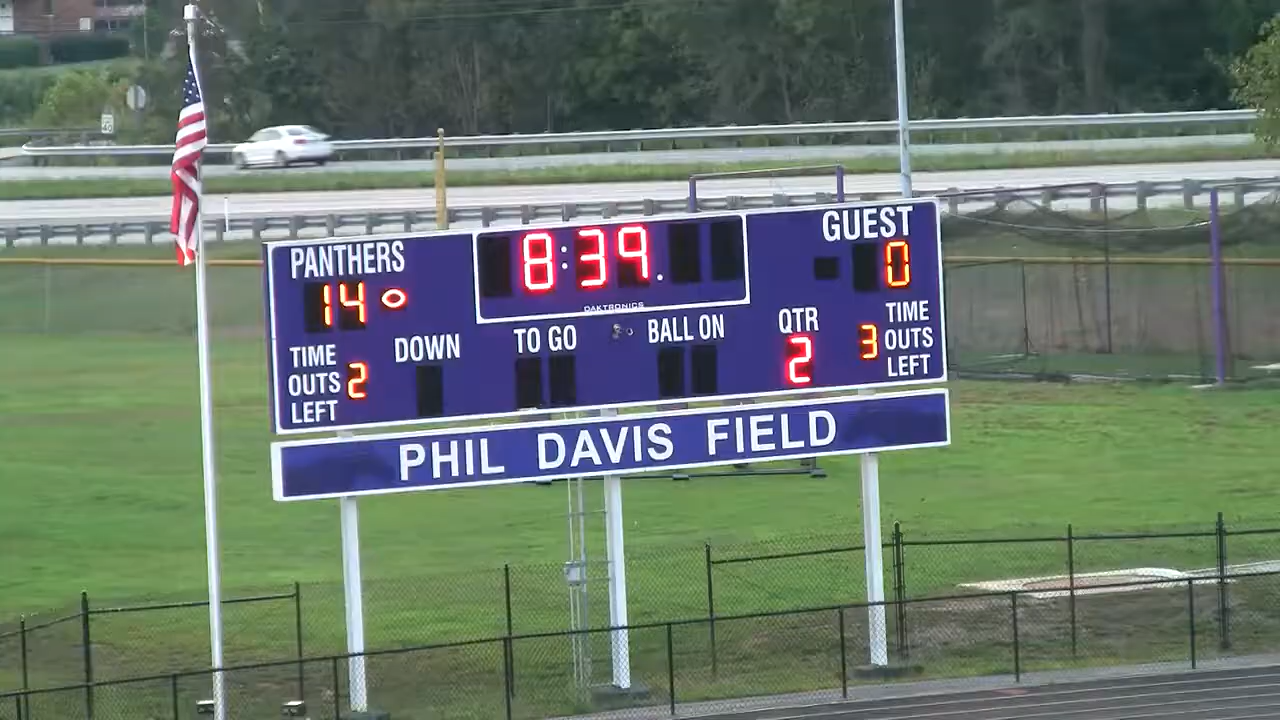 PANTHERS
14
8:39.
GUEST
0
DAKTRONICS
TIME
OUTS 2
LEFT
DOWN
TO GO
BALL ON
QTR
2
3 TIME
OUTS
LEFT
PHIL DAVIS FIELD